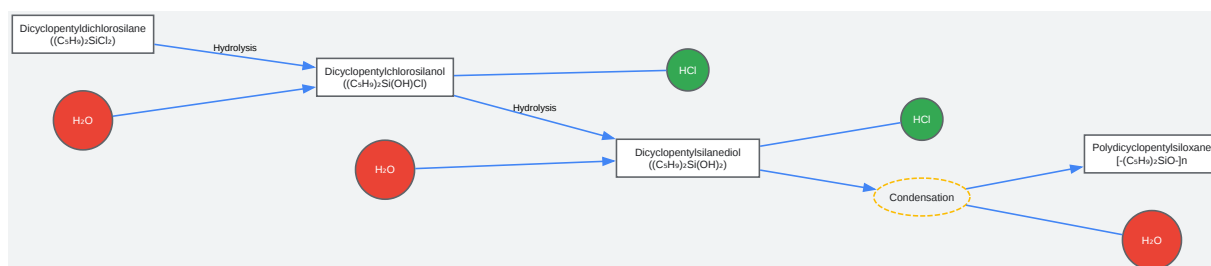 Dicyclopentyldichlorosilane
((C₅H₉)₂SiCl₂)
Hydrolysis
H₂O
Dicyclopentylchlorosilanol
((C₅H₉)₂Si(OH)Cl)
HCl
Hydrolysis
H₂O
Dicyclopentylsilanediol
((C₅H₉)₂Si(OH)₂)
HCl
Condensation
Polydicyclopentylsiloxane
[-(C₅H₉)₂SiO-]n
H₂O